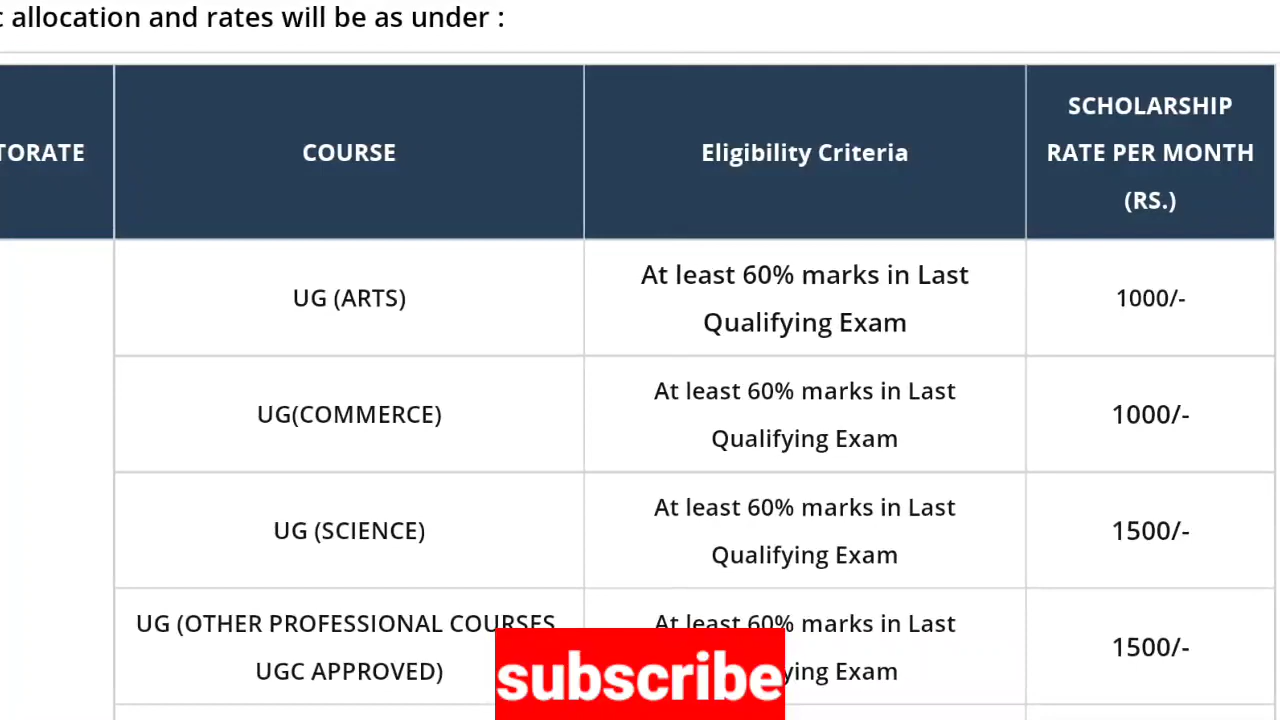 allocation and rates will be as under :
COURSE
Eligibility Criteria
SCHOLARSHIP
RATE PER MONTH
(RS.)
UG (ARTS)
At least 60% marks in Last
Qualifying Exam
1000/-
UG(COMMERCE)
At least 60% marks in Last
Qualifying Exam
1000/-
UG (SCIENCE)
At least 60% marks in Last
Qualifying Exam
1500/-
UG (OTHER PROFESSIONAL COURSES
UGC APPROVED)
At least 60% marks in Last
Exam
1500/-
subscribe